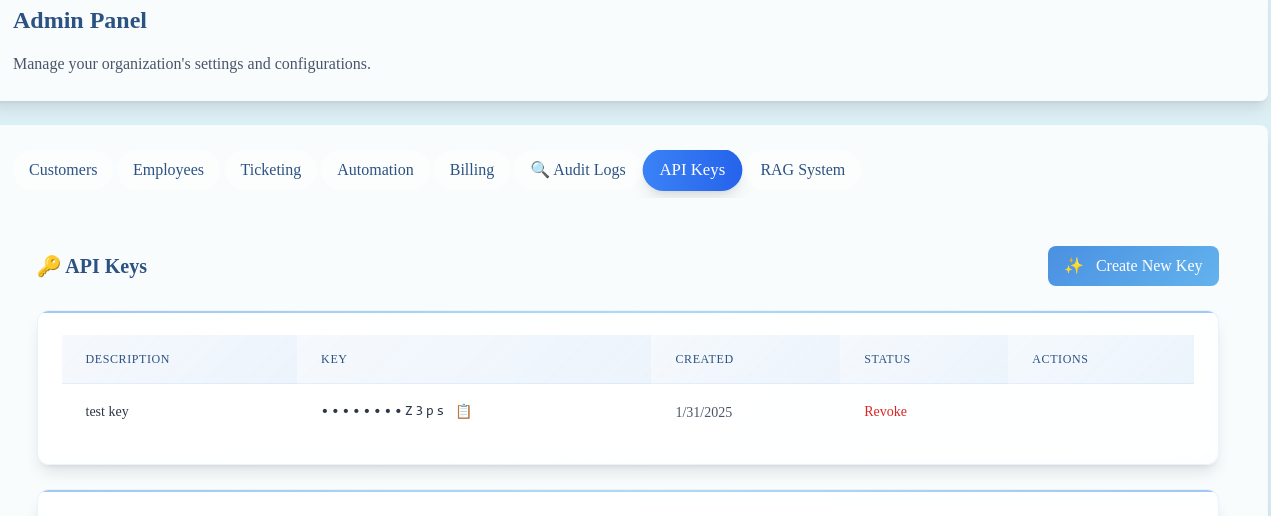 Admin Panel
Manage your organization's settings and configurations.
Customers Employees Ticketing Automation Billing 🔍 Audit Logs API Keys RAG System
🔑 API Keys ✨ Create New Key
DESCRIPTION KEY CREATED STATUS ACTIONS
test key ••••••••Z3ps 📋 1/31/2025 Revoke